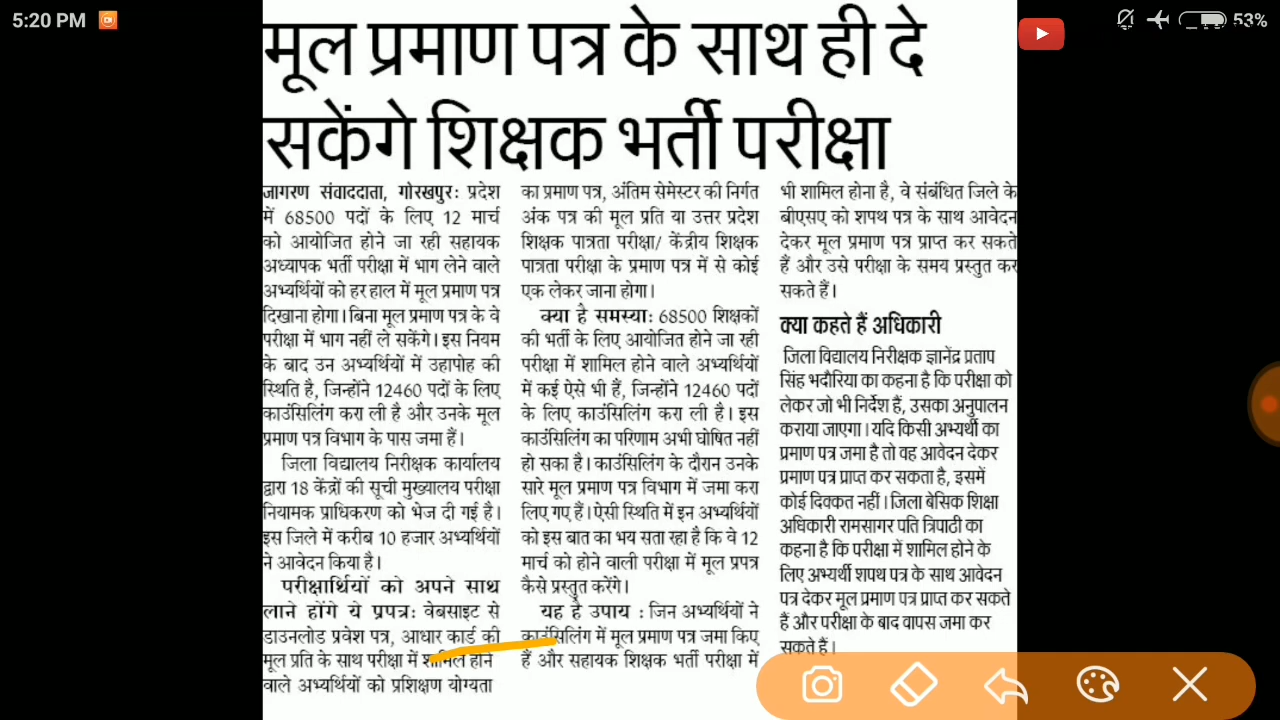 5:20 PM
53%
मूल प्रमाण पत्र के साथ ही दे
सकेंगे शिक्षक भर्ती परीक्षा
जागरण संवाददाता, गोरखपुर: प्रदेश
में 68500 पदों के लिए 12 मार्च
को आयोजित होने जा रही सहायक
अध्यापक भर्ती परीक्षा में भाग लेने वाले
अभ्यर्थियों को हर हाल में मूल प्रमाण पत्र
दिखाना होगा। बिना मूल प्रमाण पत्र के वे
परीक्षा में भाग नहीं ले सकेंगे। इस नियम
के बाद उन अभ्यर्थियों में उहापोह की
स्थिति है, जिन्होंने 12460 पदों के लिए
काउंसिलिंग करा ली है और उनके मूल
प्रमाण पत्र विभाग के पास जमा हैं।
जिला विद्यालय निरीक्षक कार्यालय
द्वारा 18 केंद्रों की सूची मुख्यालय परीक्षा
नियामक प्राधिकरण को भेज दी गई है।
इस जिले में करीब 10 हजार अभ्यर्थियों
ने आवेदन किया है।
परीक्षार्थियों को अपने साथ
लाने होंगे ये प्रपत्र: वेबसाइट से
डाउनलोड प्रवेश पत्र, आधार कार्ड की
मूल प्रति के साथ परीक्षा में शामिल होने
वाले अभ्यर्थियों को प्रशिक्षण योग्यता
का प्रमाण पत्र, अंतिम सेमेस्टर की निर्गत
अंक पत्र की मूल प्रति या उत्तर प्रदेश
शिक्षक पात्रता परीक्षा/ केंद्रीय शिक्षक
पात्रता परीक्षा के प्रमाण पत्र में से कोई
एक लेकर जाना होगा।
क्या है समस्या: 68500 शिक्षकों
की भर्ती के लिए आयोजित होने जा रही
परीक्षा में शामिल होने वाले अभ्यर्थियों
में कई ऐसे भी हैं, जिन्होंने 12460 पदों
के लिए काउंसिलिंग करा ली है। इस
काउंसिलिंग का परिणाम अभी घोषित नहीं
हो सका है। काउंसिलिंग के दौरान उनके
सारे मूल प्रमाण पत्र विभाग में जमा करा
लिए गए हैं। ऐसी स्थिति में इन अभ्यर्थियों
को इस बात का भय सता रहा है कि वे 12
मार्च को होने वाली परीक्षा में मूल प्रपत्र
कैसे प्रस्तुत करेंगे।
यह है उपाय : जिन अभ्यर्थियों ने
काउंसिलिंग में मूल प्रमाण पत्र जमा किए
हैं और सहायक शिक्षक भर्ती परीक्षा में
भी शामिल होना है, वे संबंधित जिले के
बीएसए को शपथ पत्र के साथ आवेदन
देकर मूल प्रमाण पत्र प्राप्त कर सकते
हैं और उसे परीक्षा के समय प्रस्तुत कर
सकते हैं।
क्या कहते हैं अधिकारी
जिला विद्यालय निरीक्षक ज्ञानेंद्र प्रताप
सिंह भदौरिया का कहना है कि परीक्षा को
लेकर जो भी निर्देश हैं, उसका अनुपालन
कराया जाएगा। यदि किसी अभ्यर्थी का
प्रमाण पत्र जमा है तो वह आवेदन देकर
प्रमाण पत्र प्राप्त कर सकता है, इसमें
कोई दिक्कत नहीं। जिला बेसिक शिक्षा
अधिकारी रामसागर पति त्रिपाठी का
कहना है कि परीक्षा में शामिल होने के
लिए अभ्यर्थी शपथ पत्र के साथ आवेदन
पत्र देकर मूल प्रमाण पत्र प्राप्त कर सकते
हैं और परीक्षा के बाद वापस जमा कर
सकते हैं।